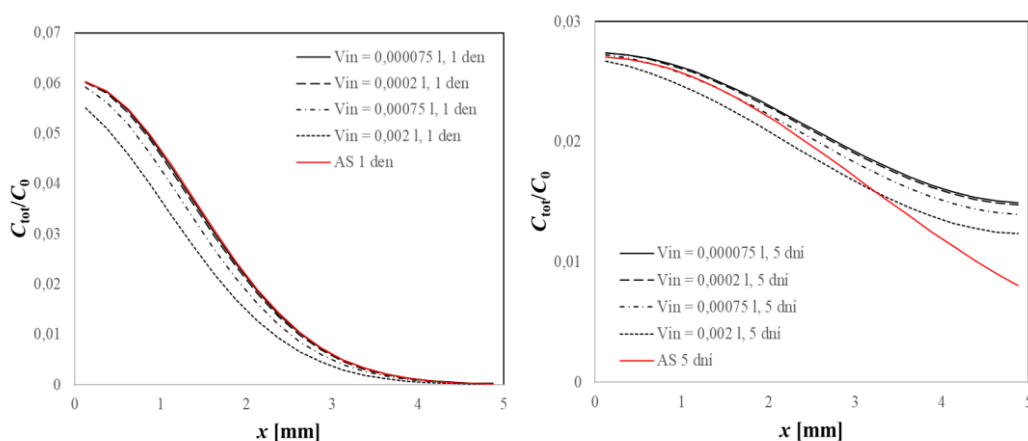 0,07
0,06
0,05
0,04
0,03
0,02
0,01
0
C_tot/C_0
Vin = 0,000075 l, 1 den
Vin = 0,0002 l, 1 den
Vin = 0,00075 l, 1 den
Vin = 0,002 l, 1 den
AS 1 den
0 1 2 3 4 5
x [mm]
0,03
0,02
0,01
0
C_tot/C_0
Vin = 0,000075 l, 5 dní
Vin = 0,0002 l, 5 dní
Vin = 0,00075 l, 5 dní
Vin = 0,002 l, 5 dní
AS 5 dní
0 1 2 3 4 5
x [mm]